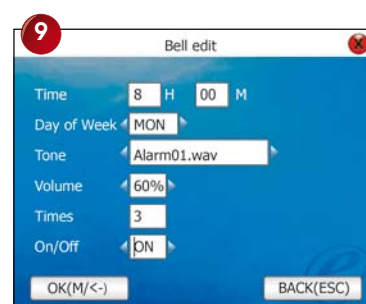 9
Bell edit
Time 8 H 00 M
Day of Week MON
Tone Alarm01.wav
Volume 60%
Times 3
On/Off ON
OK(M/<-) BACK(ESC)